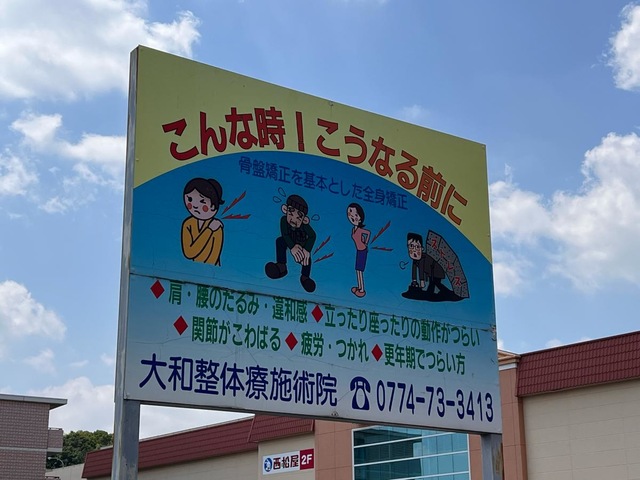 こんな時！こうなる前に
骨盤矯正を基本とした全身矯正
ストレス
◆肩・腰のだるみ・違和感◆立ったり座ったりの動作がつらい
◆関節がこわばる◆疲労・つかれ◆更年期でつらい方
大和整体療施術院 ☎0774-73-3413
西松屋 2F